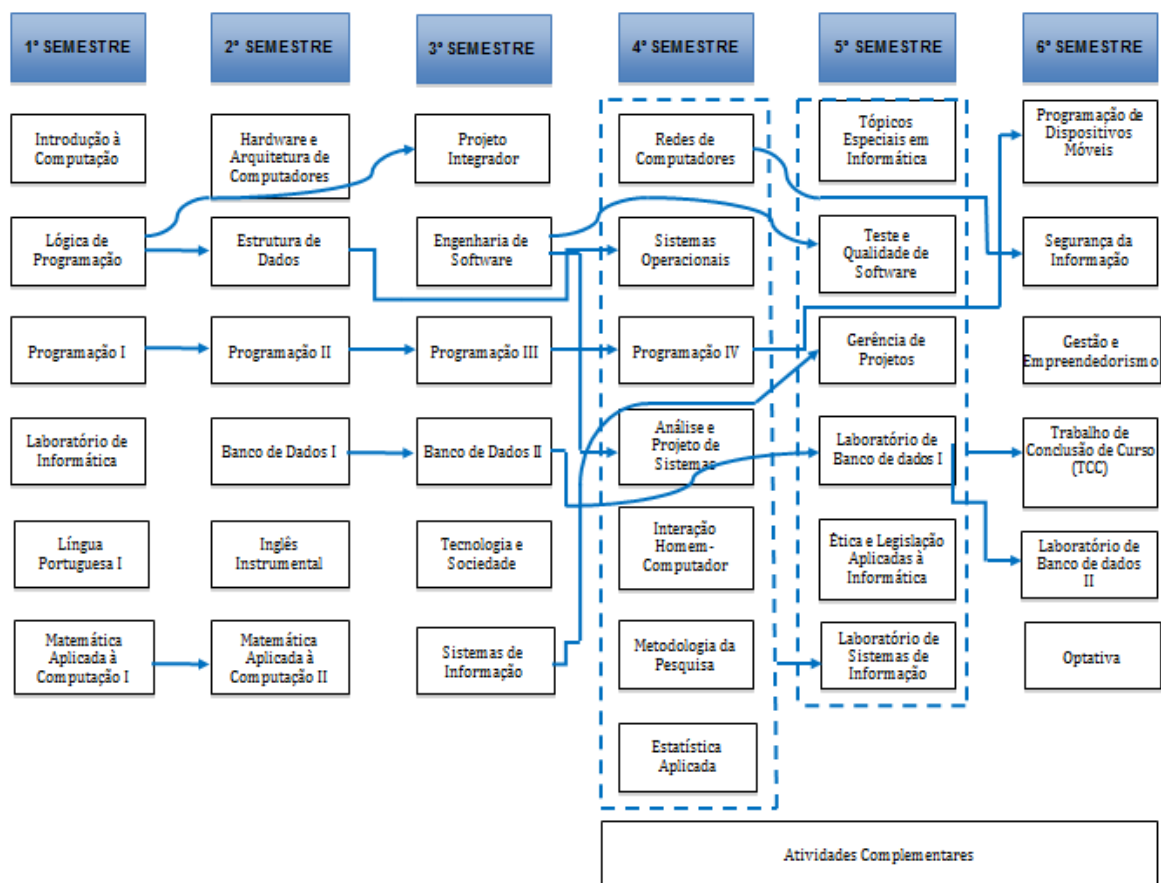 1º SEMESTRE
2º SEMESTRE
3º SEMESTRE
4º SEMESTRE
5º SEMESTRE
6º SEMESTRE
Introdução à
Computação
Hardware e
Arquitetura de
Computadores
Projeto
Integrador
Redes de
Computadores
Tópicos
Especiais em
Informática
Programação de
Dispositivos
Móveis
Lógica de
Programação
Estrutura de
Dados
Engenharia de
Software
Sistemas
Operacionais
Teste e
Qualidade de
Software
Segurança da
Informação
Programação I
Programação II
Programação III
Programação IV
Gerência de
Projetos
Gestão e
Empreendedorismo
Laboratório de
Informática
Banco de Dados I
Banco de Dados II
Análise e
Projeto de
Sistemas
Laboratório de
Banco de dados I
Trabalho de
Conclusão de Curso
(TCC)
Língua
Portuguesa I
Inglês
Instrumental
Tecnologia e
Sociedade
Interação
Homem-
Computador
Ética e Legislação
Aplicadas à
Informática
Laboratório de
Banco de dados
II
Matemática
Aplicada à
Computação I
Matemática
Aplicada à
Computação II
Sistemas de
Informação
Metodologia da
Pesquisa
Laboratório de
Sistemas de
Informação
Optativa
Estatística
Aplicada
Atividades Complementares